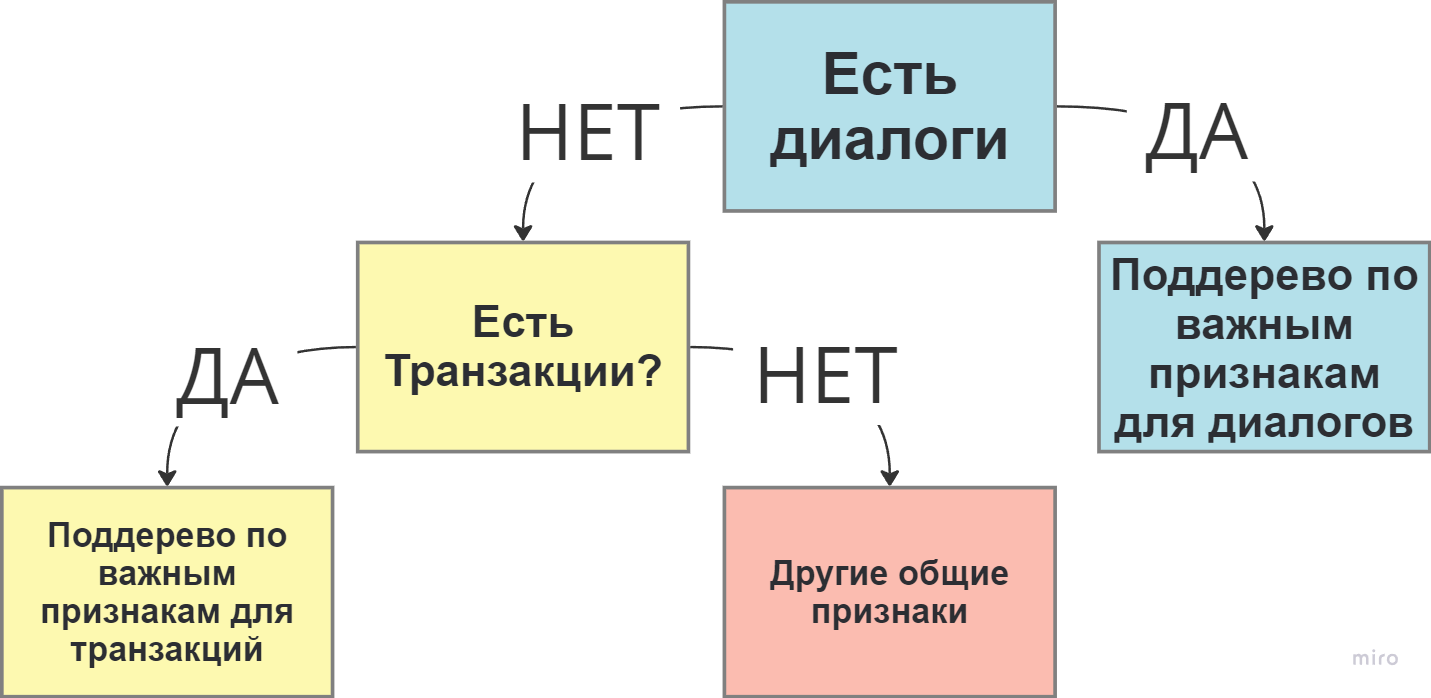 Есть
диалоги
НЕТ
ДА
Есть
Транзакции?
Поддерево по
важным
признакам
для диалогов
ДА
НЕТ
Поддерево по
важным
признакам для
транзакций
Другие общие
признаки
miro